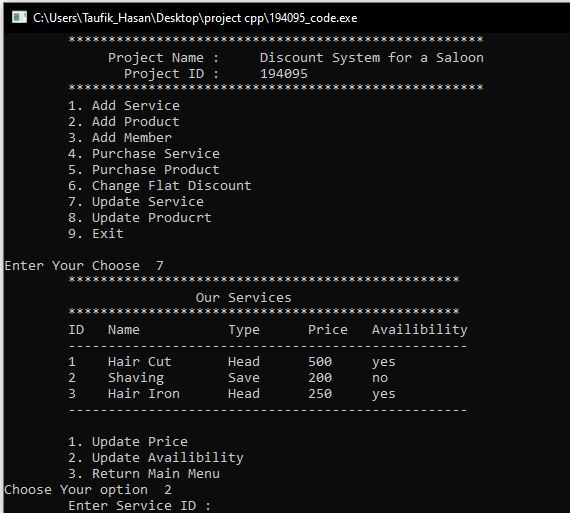 C:\Users\Taufik_Hasan\Desktop\project cpp\194095_code.exe
****************************************************
Project Name :     Discount System for a Saloon
Project ID :     194095
****************************************************
1. Add Service
2. Add Product
3. Add Member
4. Purchase Service
5. Purchase Product
6. Change Flat Discount
7. Update Service
8. Update Producrt
9. Exit
Enter Your Choose  7
*************************************************
Our Services
*************************************************
ID   Name           Type      Price   Availibility
--------------------------------------------------
1    Hair Cut       Head      500     yes
2    Shaving        Save      200     no
3    Hair Iron      Head      250     yes
--------------------------------------------------
1. Update Price
2. Update Availibility
3. Return Main Menu
Choose Your option  2
Enter Service ID :